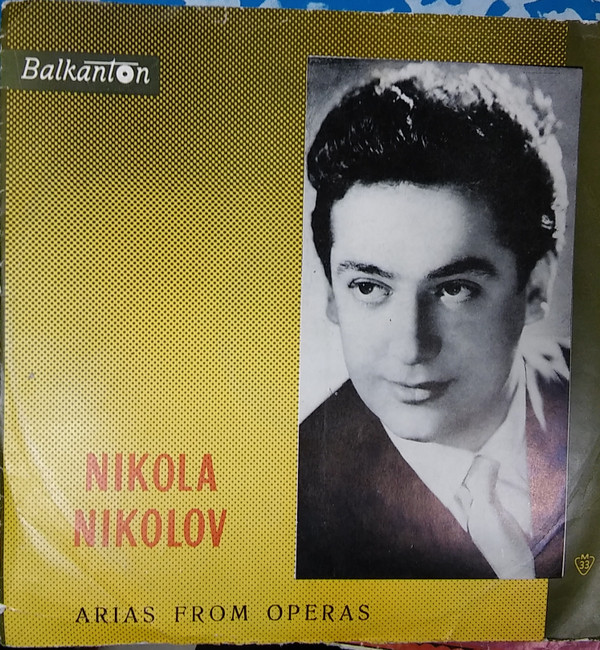 Balkanton
NIKOLA
NIKOLOV
ARIAS FROM OPERAS
M
33